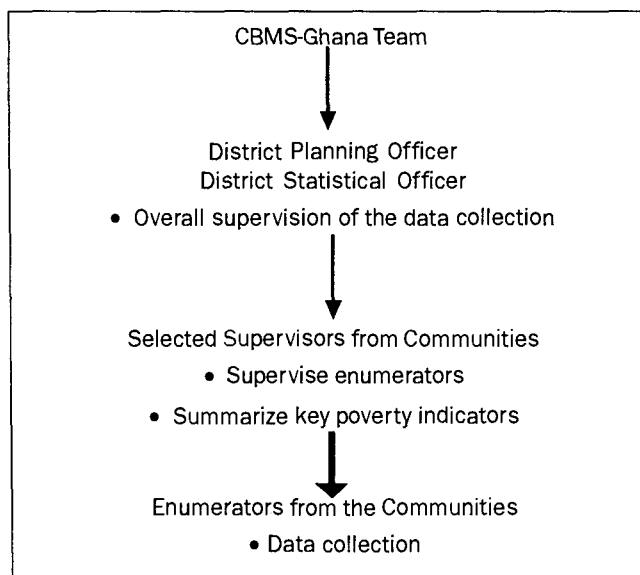 CBMS-Ghana Team
District Planning Officer
District Statistical Officer
• Overall supervision of the data collection
Selected Supervisors from Communities
• Supervise enumerators
• Summarize key poverty indicators
Enumerators from the Communities
• Data collection